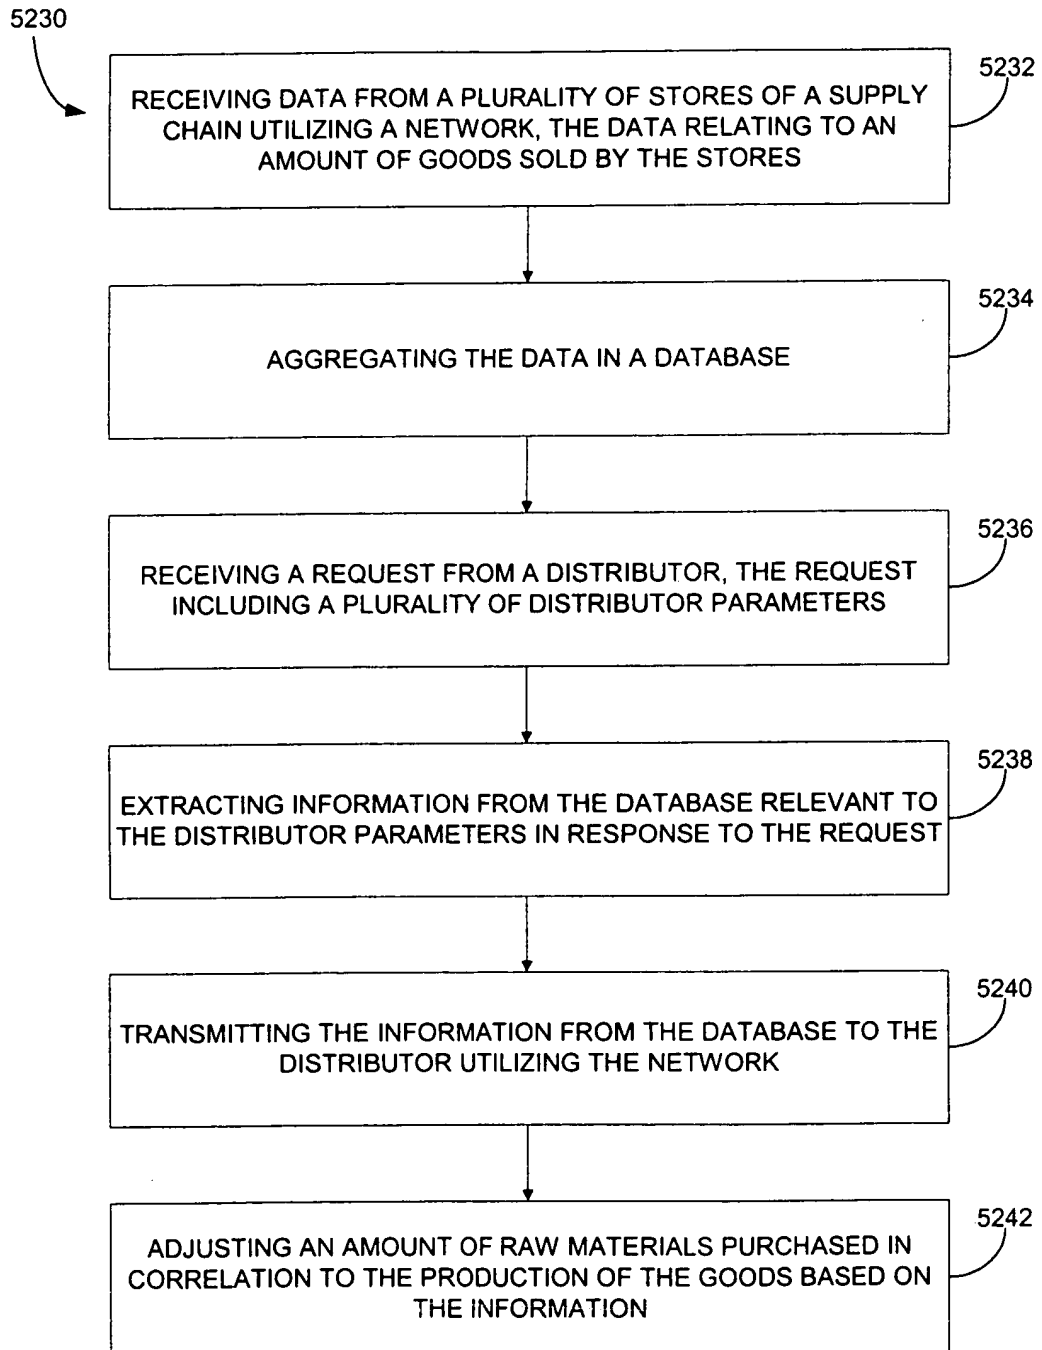 5230
5232
RECEIVING DATA FROM A PLURALITY OF STORES OF A SUPPLY
CHAIN UTILIZING A NETWORK, THE DATA RELATING TO AN
AMOUNT OF GOODS SOLD BY THE STORES
5234
AGGREGATING THE DATA IN A DATABASE
5236
RECEIVING A REQUEST FROM A DISTRIBUTOR, THE REQUEST
INCLUDING A PLURALITY OF DISTRIBUTOR PARAMETERS
5238
EXTRACTING INFORMATION FROM THE DATABASE RELEVANT TO
THE DISTRIBUTOR PARAMETERS IN RESPONSE TO THE REQUEST
5240
TRANSMITTING THE INFORMATION FROM THE DATABASE TO THE
DISTRIBUTOR UTILIZING THE NETWORK
5242
ADJUSTING AN AMOUNT OF RAW MATERIALS PURCHASED IN
CORRELATION TO THE PRODUCTION OF THE GOODS BASED ON
THE INFORMATION